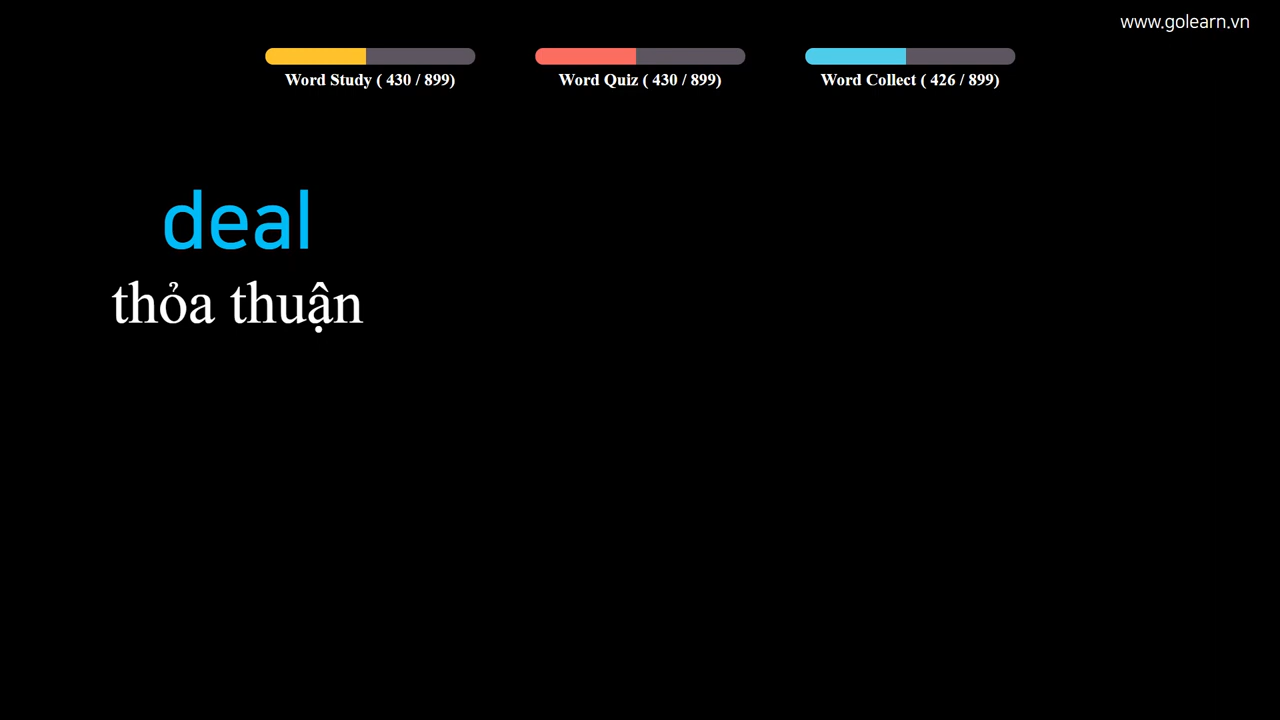 www.golearn.vn
Word Study ( 430 / 899)
Word Quiz ( 430 / 899)
Word Collect ( 426 / 899)
deal
thỏa thuận